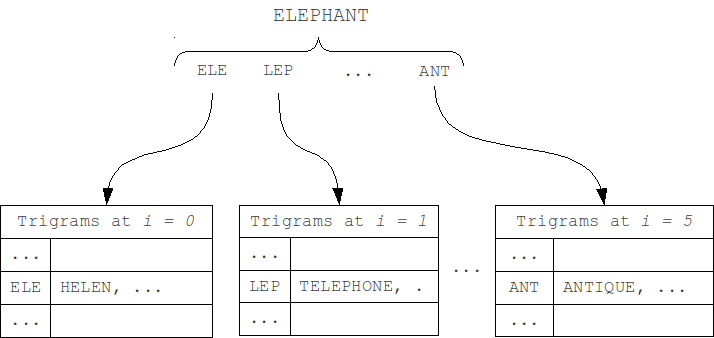 ELEPHANT
ELE LEP ... ANT
Trigrams at i = 0
...
ELE HELEN, ...
...
Trigrams at i = 1
...
LEP TELEPHONE, .
...
...
Trigrams at i = 5
...
ANT ANTIQUE, ...
...